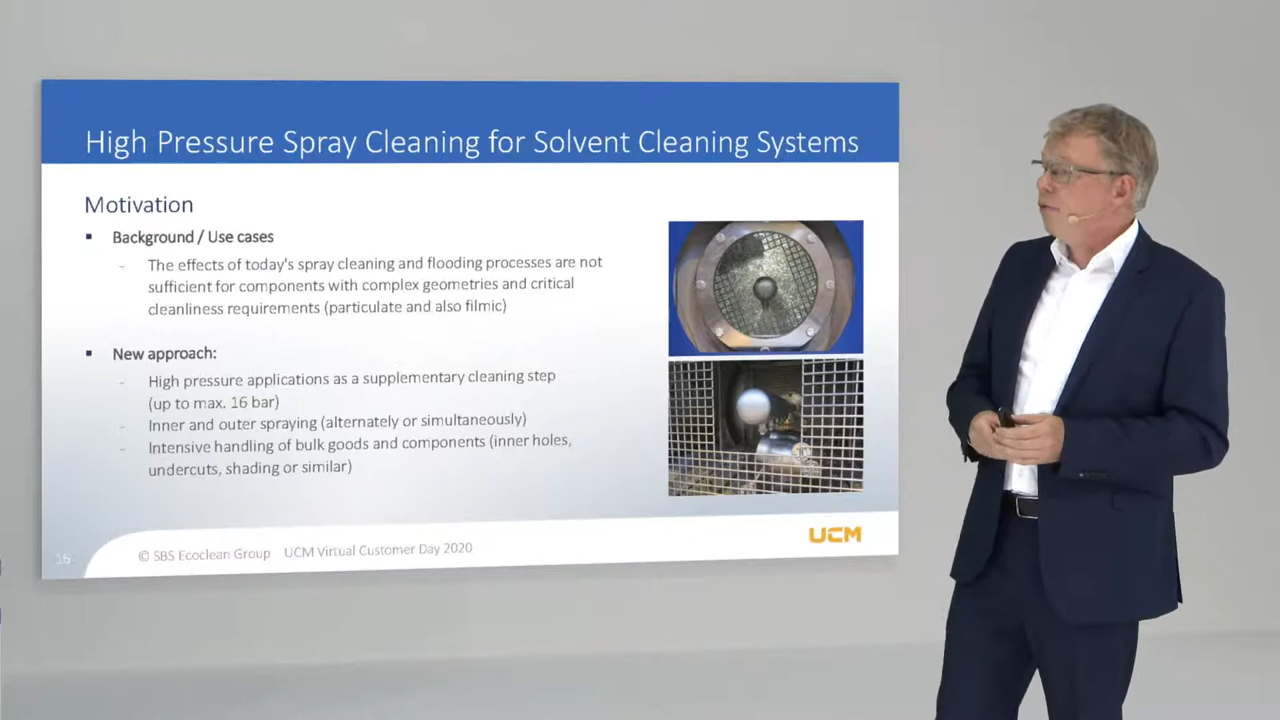 High Pressure Spray Cleaning for Solvent Cleaning Systems
Motivation
▪ Background / Use cases
- The effects of today's spray cleaning and flooding processes are not
sufficient for components with complex geometries and critical
cleanliness requirements (particulate and also filmic)
▪ New approach:
- High pressure applications as a supplementary cleaning step
(up to max. 16 bar)
- Inner and outer spraying (alternately or simultaneously)
- Intensive handling of bulk goods and components (inner holes,
undercuts, shading or similar)
16
© SBS Ecoclean Group UCM Virtual Customer Day 2020
UCM